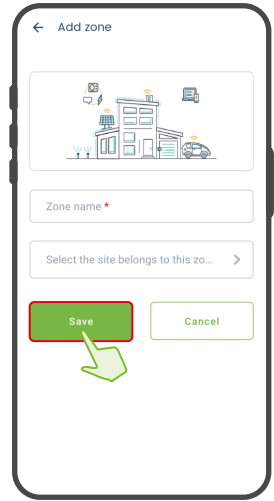 Add zone
Zone name *
Select the site belongs to this zo...
Save
Cancel